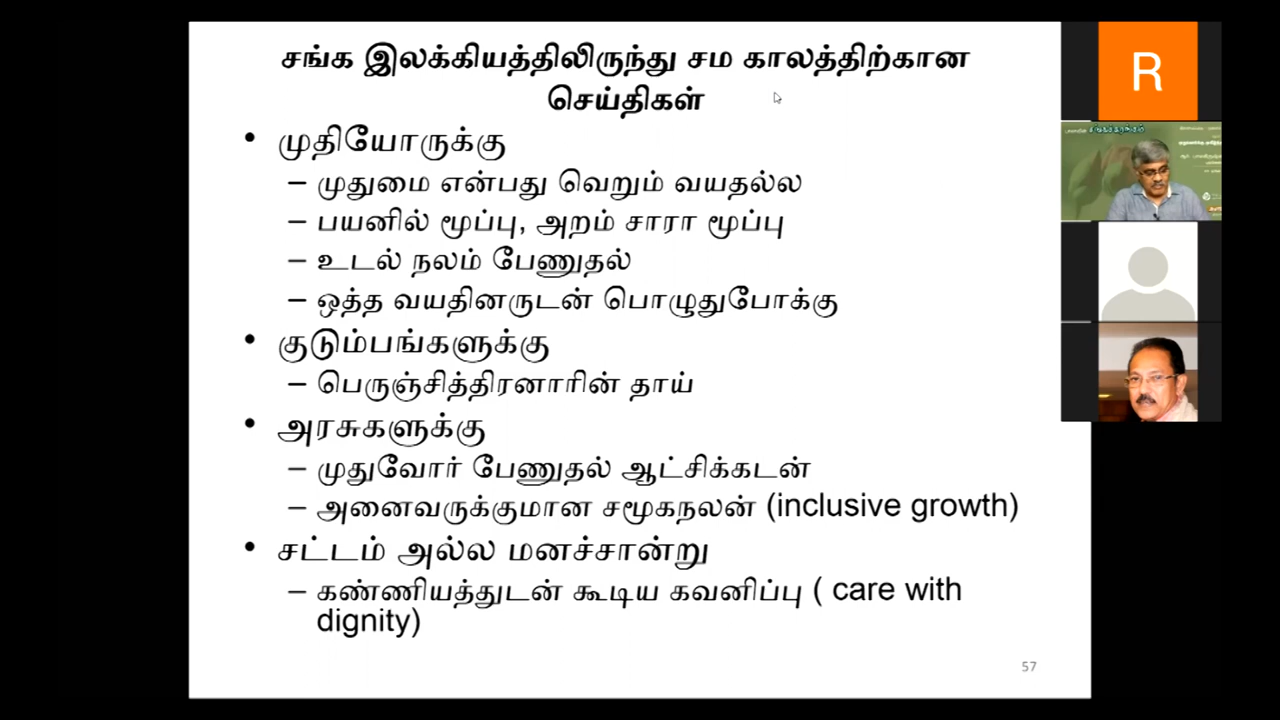 சங்க இலக்கியத்திலிருந்து சம காலத்திற்கான
செய்திகள்
• முதியோருக்கு
– முதுமை என்பது வெறும் வயதல்ல
– பயனில் மூப்பு, அறம் சாரா மூப்பு
– உடல் நலம் பேணுதல்
– ஒத்த வயதினருடன் பொழுதுபோக்கு
• குடும்பங்களுக்கு
– பெருஞ்சித்திரனாரின் தாய்
• அரசுகளுக்கு
– முதுவோர் பேணுதல் ஆட்சிக்கடன்
– அனைவருக்குமான சமூகநலன் (inclusive growth)
• சட்டம் அல்ல மனச்சான்று
– கண்ணியத்துடன் கூடிய கவனிப்பு ( care with
dignity)
57
R